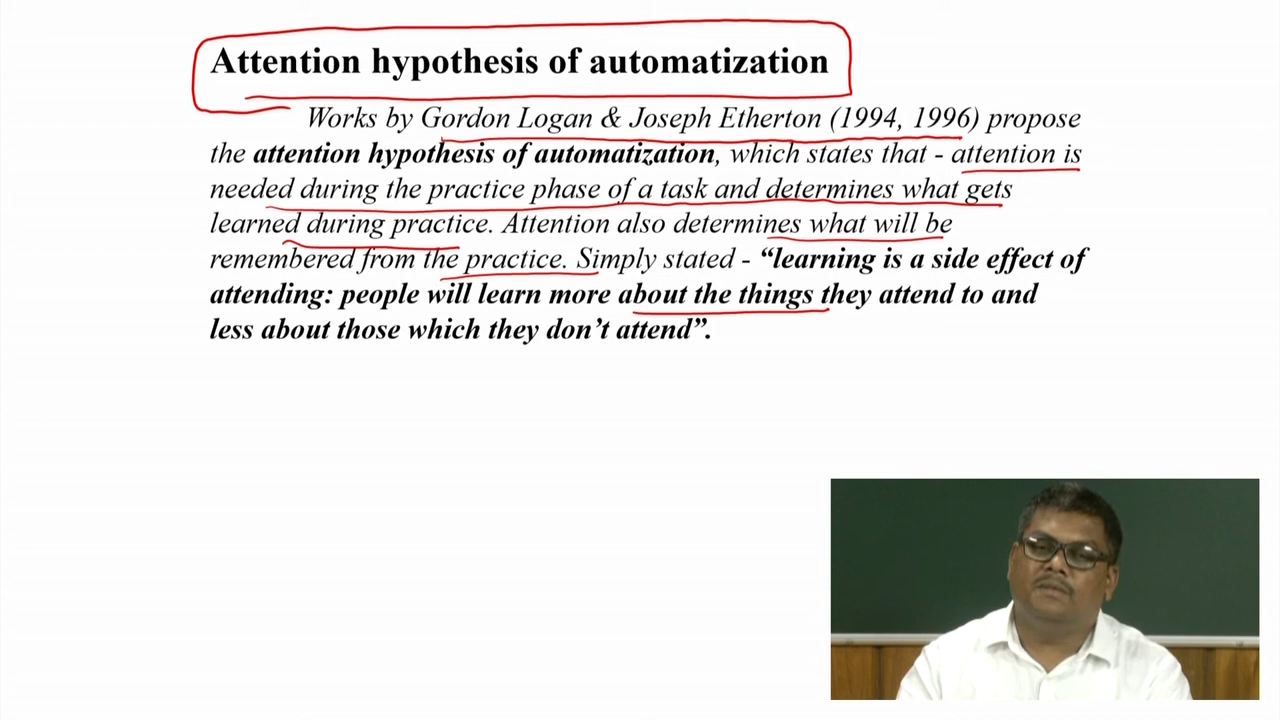 Attention hypothesis of automatization
Works by Gordon Logan & Joseph Etherton (1994, 1996) propose
the attention hypothesis of automatization, which states that - attention is
needed during the practice phase of a task and determines what gets
learned during practice. Attention also determines what will be
remembered from the practice. Simply stated - “learning is a side effect of
attending: people will learn more about the things they attend to and
less about those which they don’t attend”.